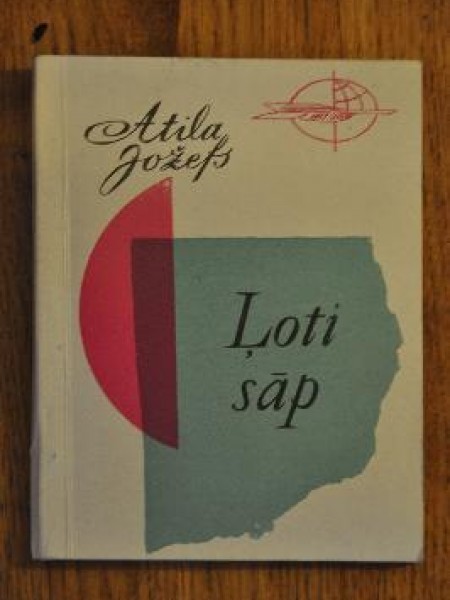 Atila
Jožefs
Ļoti
sāp